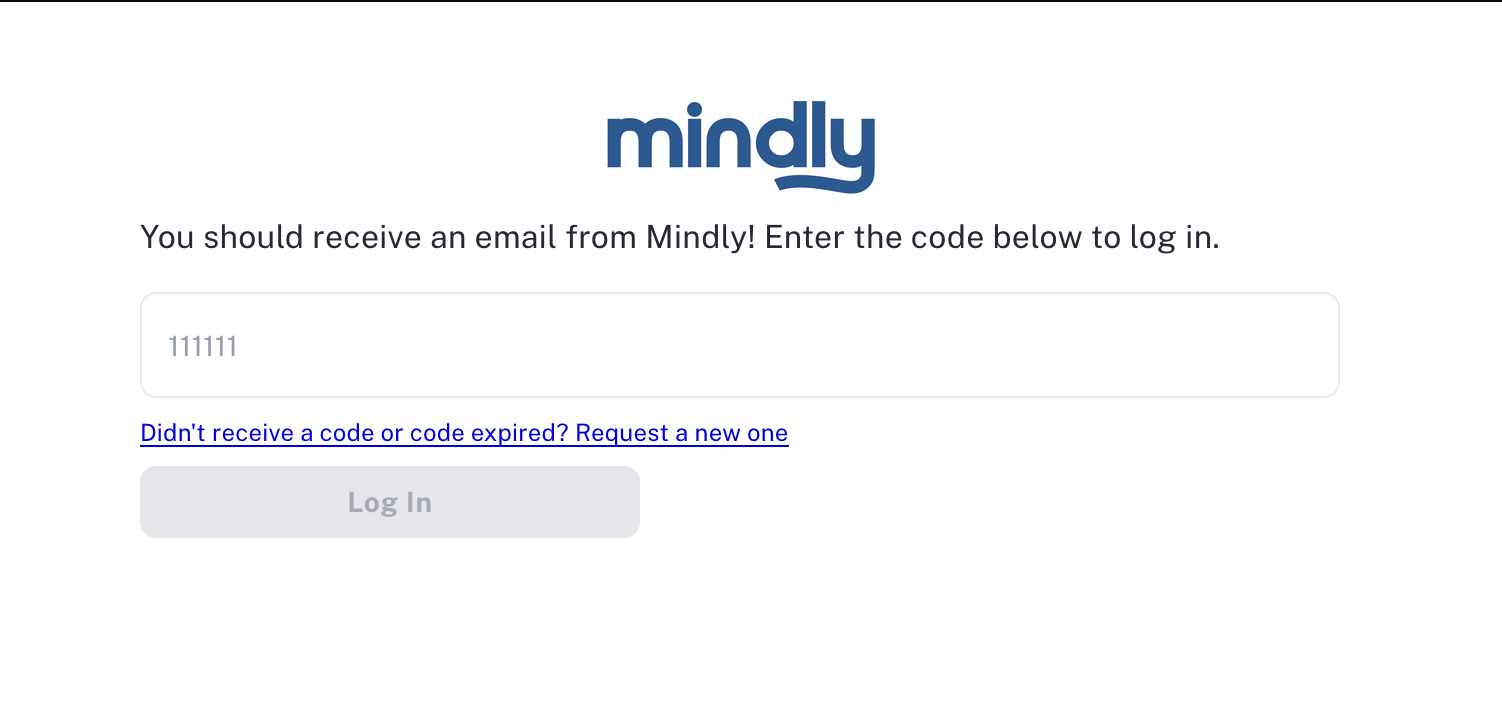 mindly
You should receive an email from Mindly! Enter the code below to log in.
111111
Didn't receive a code or code expired? Request a new one
Log In